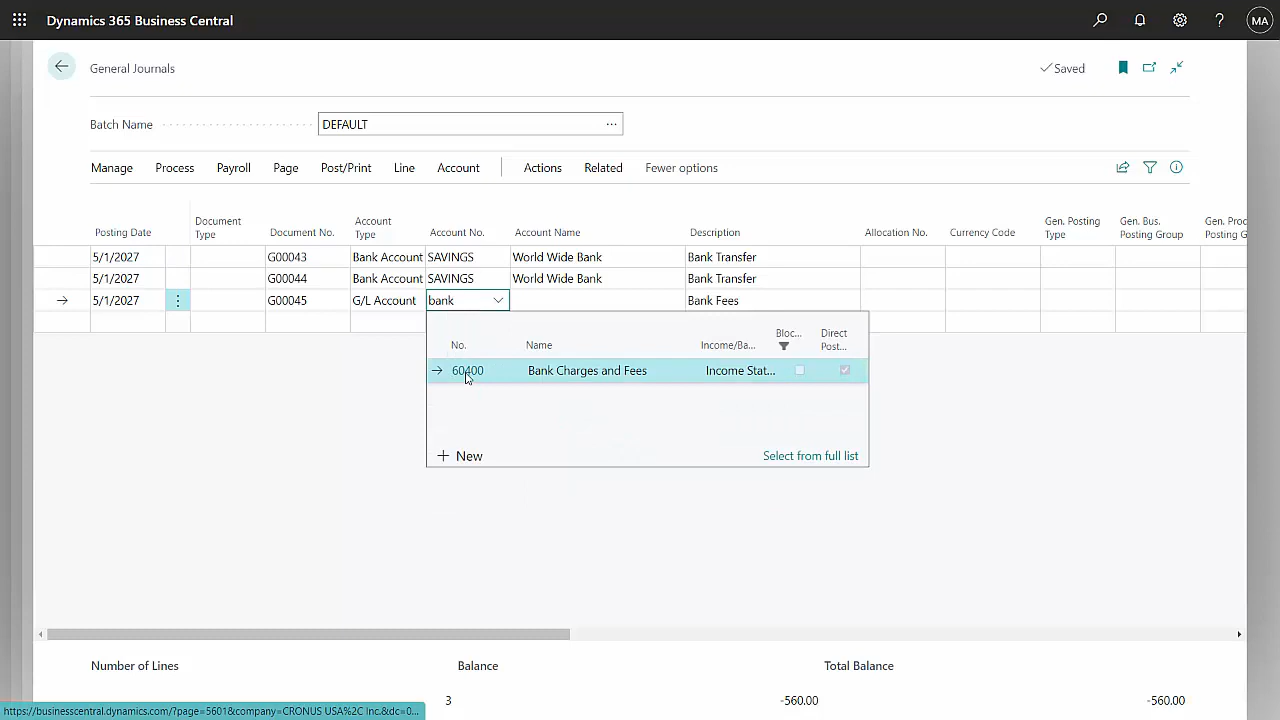 Dynamics 365 Business Central
MA
General Journals
Saved
Batch Name
DEFAULT
Manage Process Payroll Page Post/Print Line Account Actions Related Fewer options
Posting Date Document Type Document No. Account Type Account No. Account Name Description Allocation No. Currency Code Gen. Posting Type Gen. Bus. Posting Group Gen. Proc Posting G
5/1/2027 G00043 Bank Account SAVINGS World Wide Bank Bank Transfer
5/1/2027 G00044 Bank Account SAVINGS World Wide Bank Bank Transfer
5/1/2027 G00045 G/L Account bank Bank Fees
No. Name Income/Ba... Bloc... Direct Post...
60400 Bank Charges and Fees Income Stat...
New
Select from full list
Number of Lines Balance Total Balance
3 -560.00 -560.00
https://businesscentral.dynamics.com/?page=5601&company=CRONUS USA%2C Inc.&dc=0...